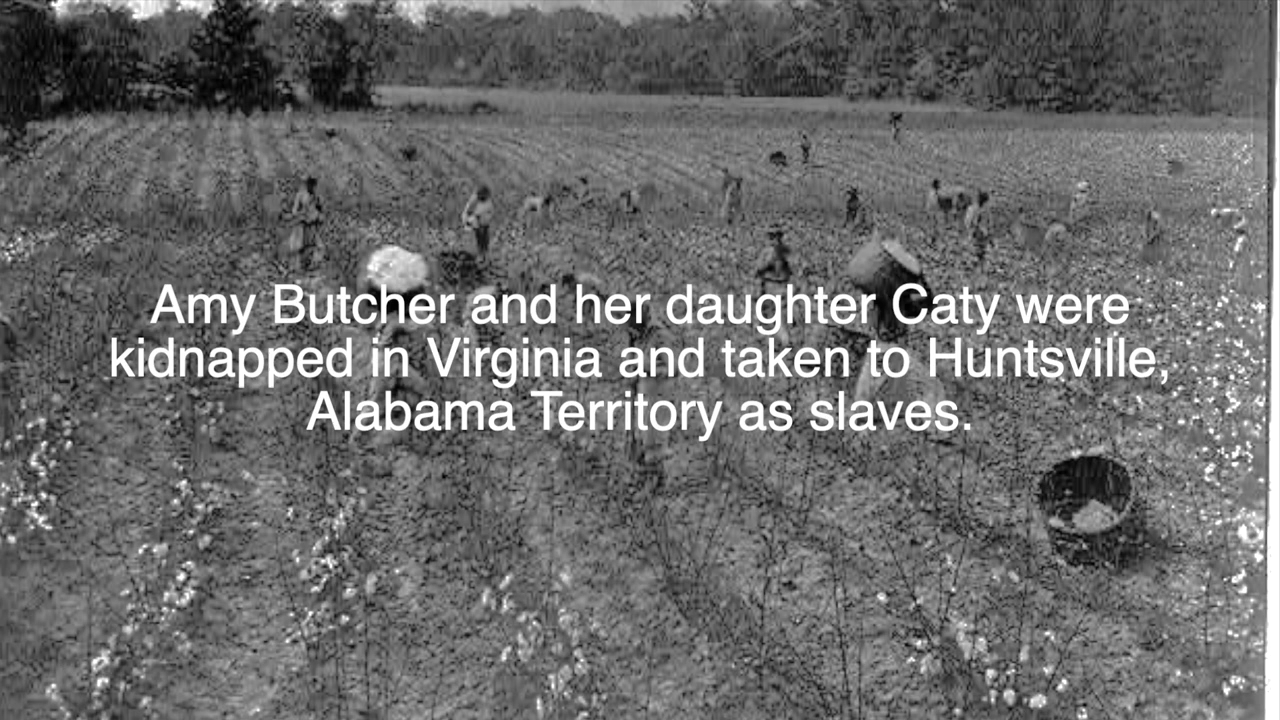 Amy Butcher and her daughter Caty were
kidnapped in Virginia and taken to Huntsville,
Alabama Territory as slaves.